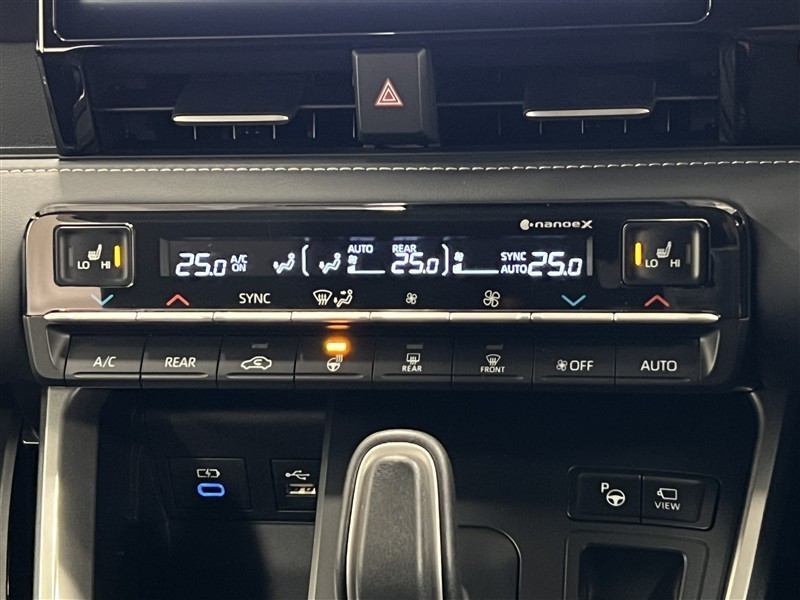 nanoeX
LO HI
25.0 A/C ON
AUTO REAR 25.0
SYNC AUTO 25.0
LO HI
SYNC
A/C REAR REAR FRONT OFF AUTO
P VIEW